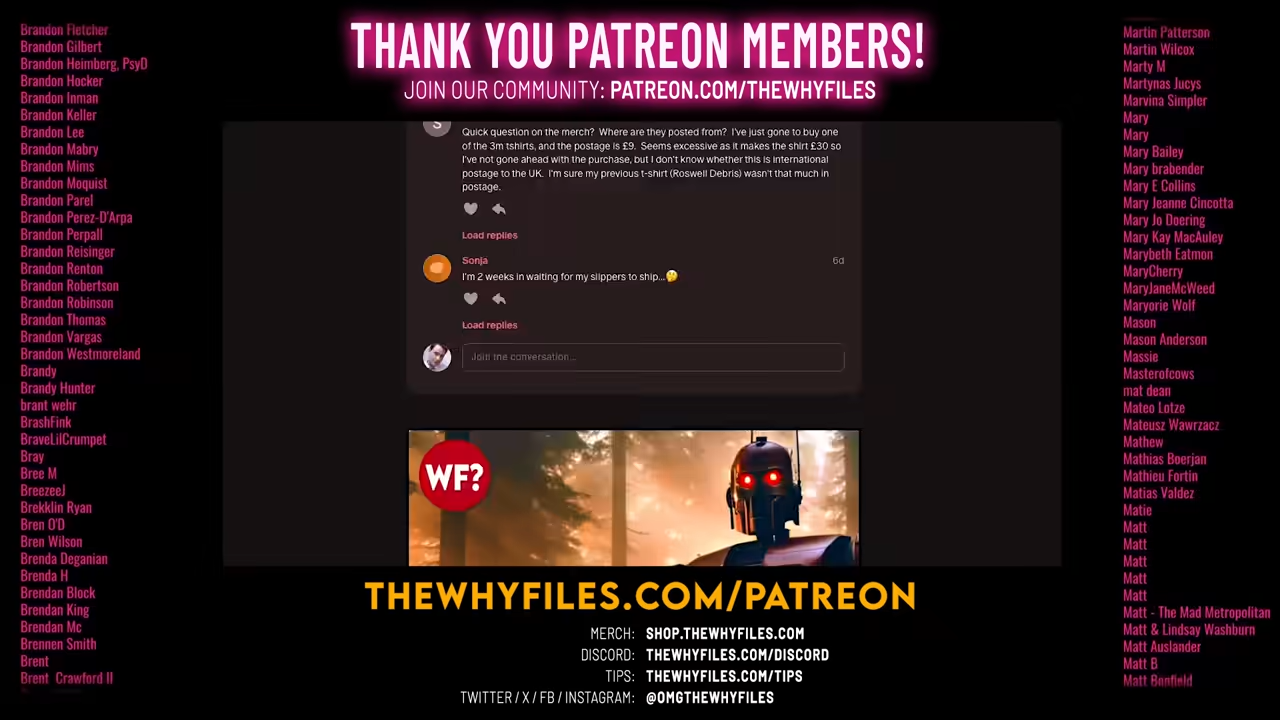 THANK YOU PATREON MEMBERS!
JOIN OUR COMMUNITY: PATREON.COM/THEWHYFILES
Brandon Fletcher
Brandon Gilbert
Brandon Heimberg, PsyD
Brandon Hocker
Brandon Inman
Brandon Keller
Brandon Lee
Brandon Mabry
Brandon Mims
Brandon Moquist
Brandon Parel
Brandon Perez-D'Arpa
Brandon Perpall
Brandon Reisinger
Brandon Renton
Brandon Robertson
Brandon Robinson
Brandon Thomas
Brandon Vargas
Brandon Westmoreland
Brandy
Brandy Hunter
brant wehr
BrashFink
BraveLilCrumpet
Bray
Bree M
BreezeeJ
Brekklin Ryan
Bren O'D
Bren Wilson
Brenda Deganian
Brenda H
Brendan Block
Brendan King
Brendan Mc
Brennen Smith
Brent
Brent Crawford II
S
Quick question on the merch? Where are they posted from? I've just gone to buy one
of the 3m tshirts, and the postage is £9. Seems excessive as it makes the shirt £30 so
I've not gone ahead with the purchase, but I don't know whether this is international
postage to the UK. I'm sure my previous t-shirt (Roswell Debris) wasn't that much in
postage.
Load replies
Sonja 6d
I'm 2 weeks in waiting for my slippers to ship...🤔
Load replies
Join the conversation...
WF?
THEWHYFILES.COM/PATREON
MERCH: SHOP.THEWHYFILES.COM
DISCORD: THEWHYFILES.COM/DISCORD
TIPS: THEWHYFILES.COM/TIPS
TWITTER / X / FB / INSTAGRAM: @OMGTHEWHYFILES
Martin Patterson
Martin Wilcox
Marty M
Martynas Jucys
Marvina Simpler
Mary
Mary
Mary Bailey
Mary brabender
Mary E Collins
Mary Jeanne Cincotta
Mary Jo Doering
Mary Kay MacAuley
Marybeth Eatmon
MaryCherry
MaryJaneMcWeed
Maryorie Wolf
Mason
Mason Anderson
Massie
Masterofcows
mat dean
Mateo Lotze
Mateusz Wawrzacz
Mathew
Mathias Boerjan
Mathieu Fortin
Matias Valdez
Matie
Matt
Matt
Matt
Matt
Matt
Matt - The Mad Metropolitan
Matt & Lindsay Washburn
Matt Auslander
Matt B
Matt Bonfield